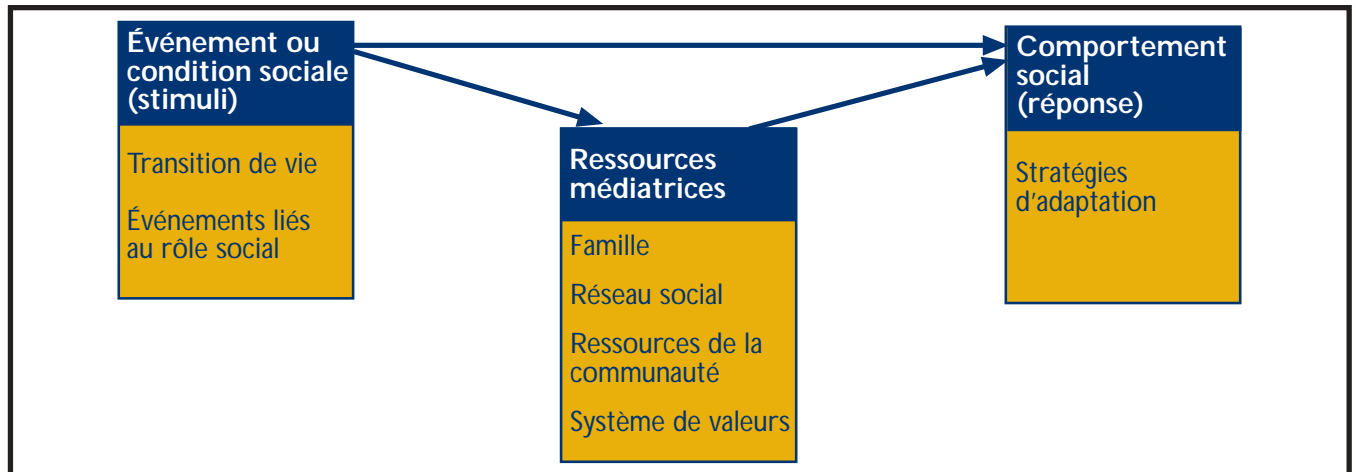 Événement ou
condition sociale
(stimuli)
Transition de vie
Événements liés
au rôle social
Ressources
médiatrices
Famille
Réseau social
Ressources de la
communauté
Système de valeurs
Comportement
social
(réponse)
Stratégies
d'adaptation